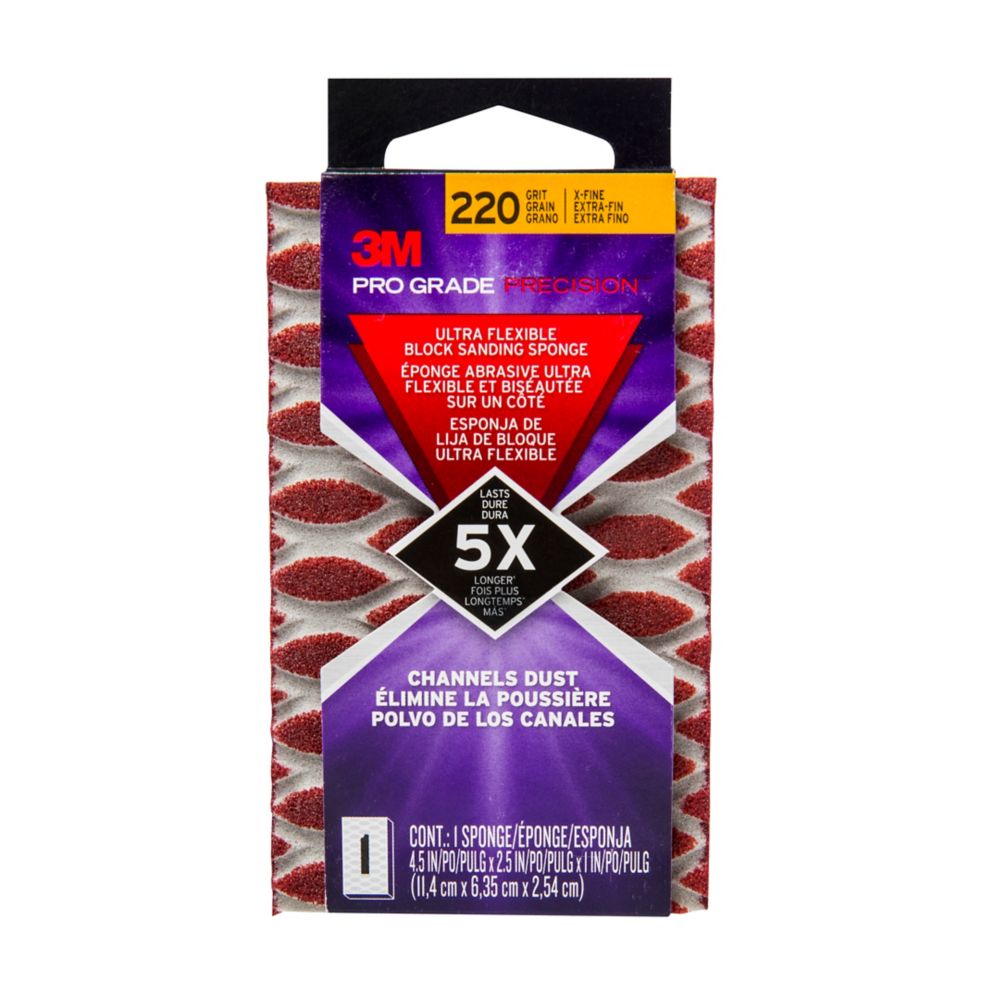 220 GRIT GRAIN GRANO | X-FINE EXTRA-FIN EXTRA FINO
3M
PRO GRADE PRECISION™
ULTRA FLEXIBLE
BLOCK SANDING SPONGE
ÉPONGE ABRASIVE ULTRA
FLEXIBLE ET BISÉAUTÉE
SUR UN CÔTÉ
ESPONJA DE
LIJA DE BLOQUE
ULTRA FLEXIBLE
LASTS
DURE
DURA
5X
LONGER*
FOIS PLUS
LONGTEMPS*
MÁS*
CHANNELS DUST
ÉLIMINE LA POUSSIÈRE
POLVO DE LOS CANALES
1
CONT.: 1 SPONGE/ÉPONGE/ESPONJA
4.5 IN/PO/PULG x 2.5 IN/PO/PULG x 1 IN/PO/PULG
(11,4 cm x 6,35 cm x 2,54 cm)